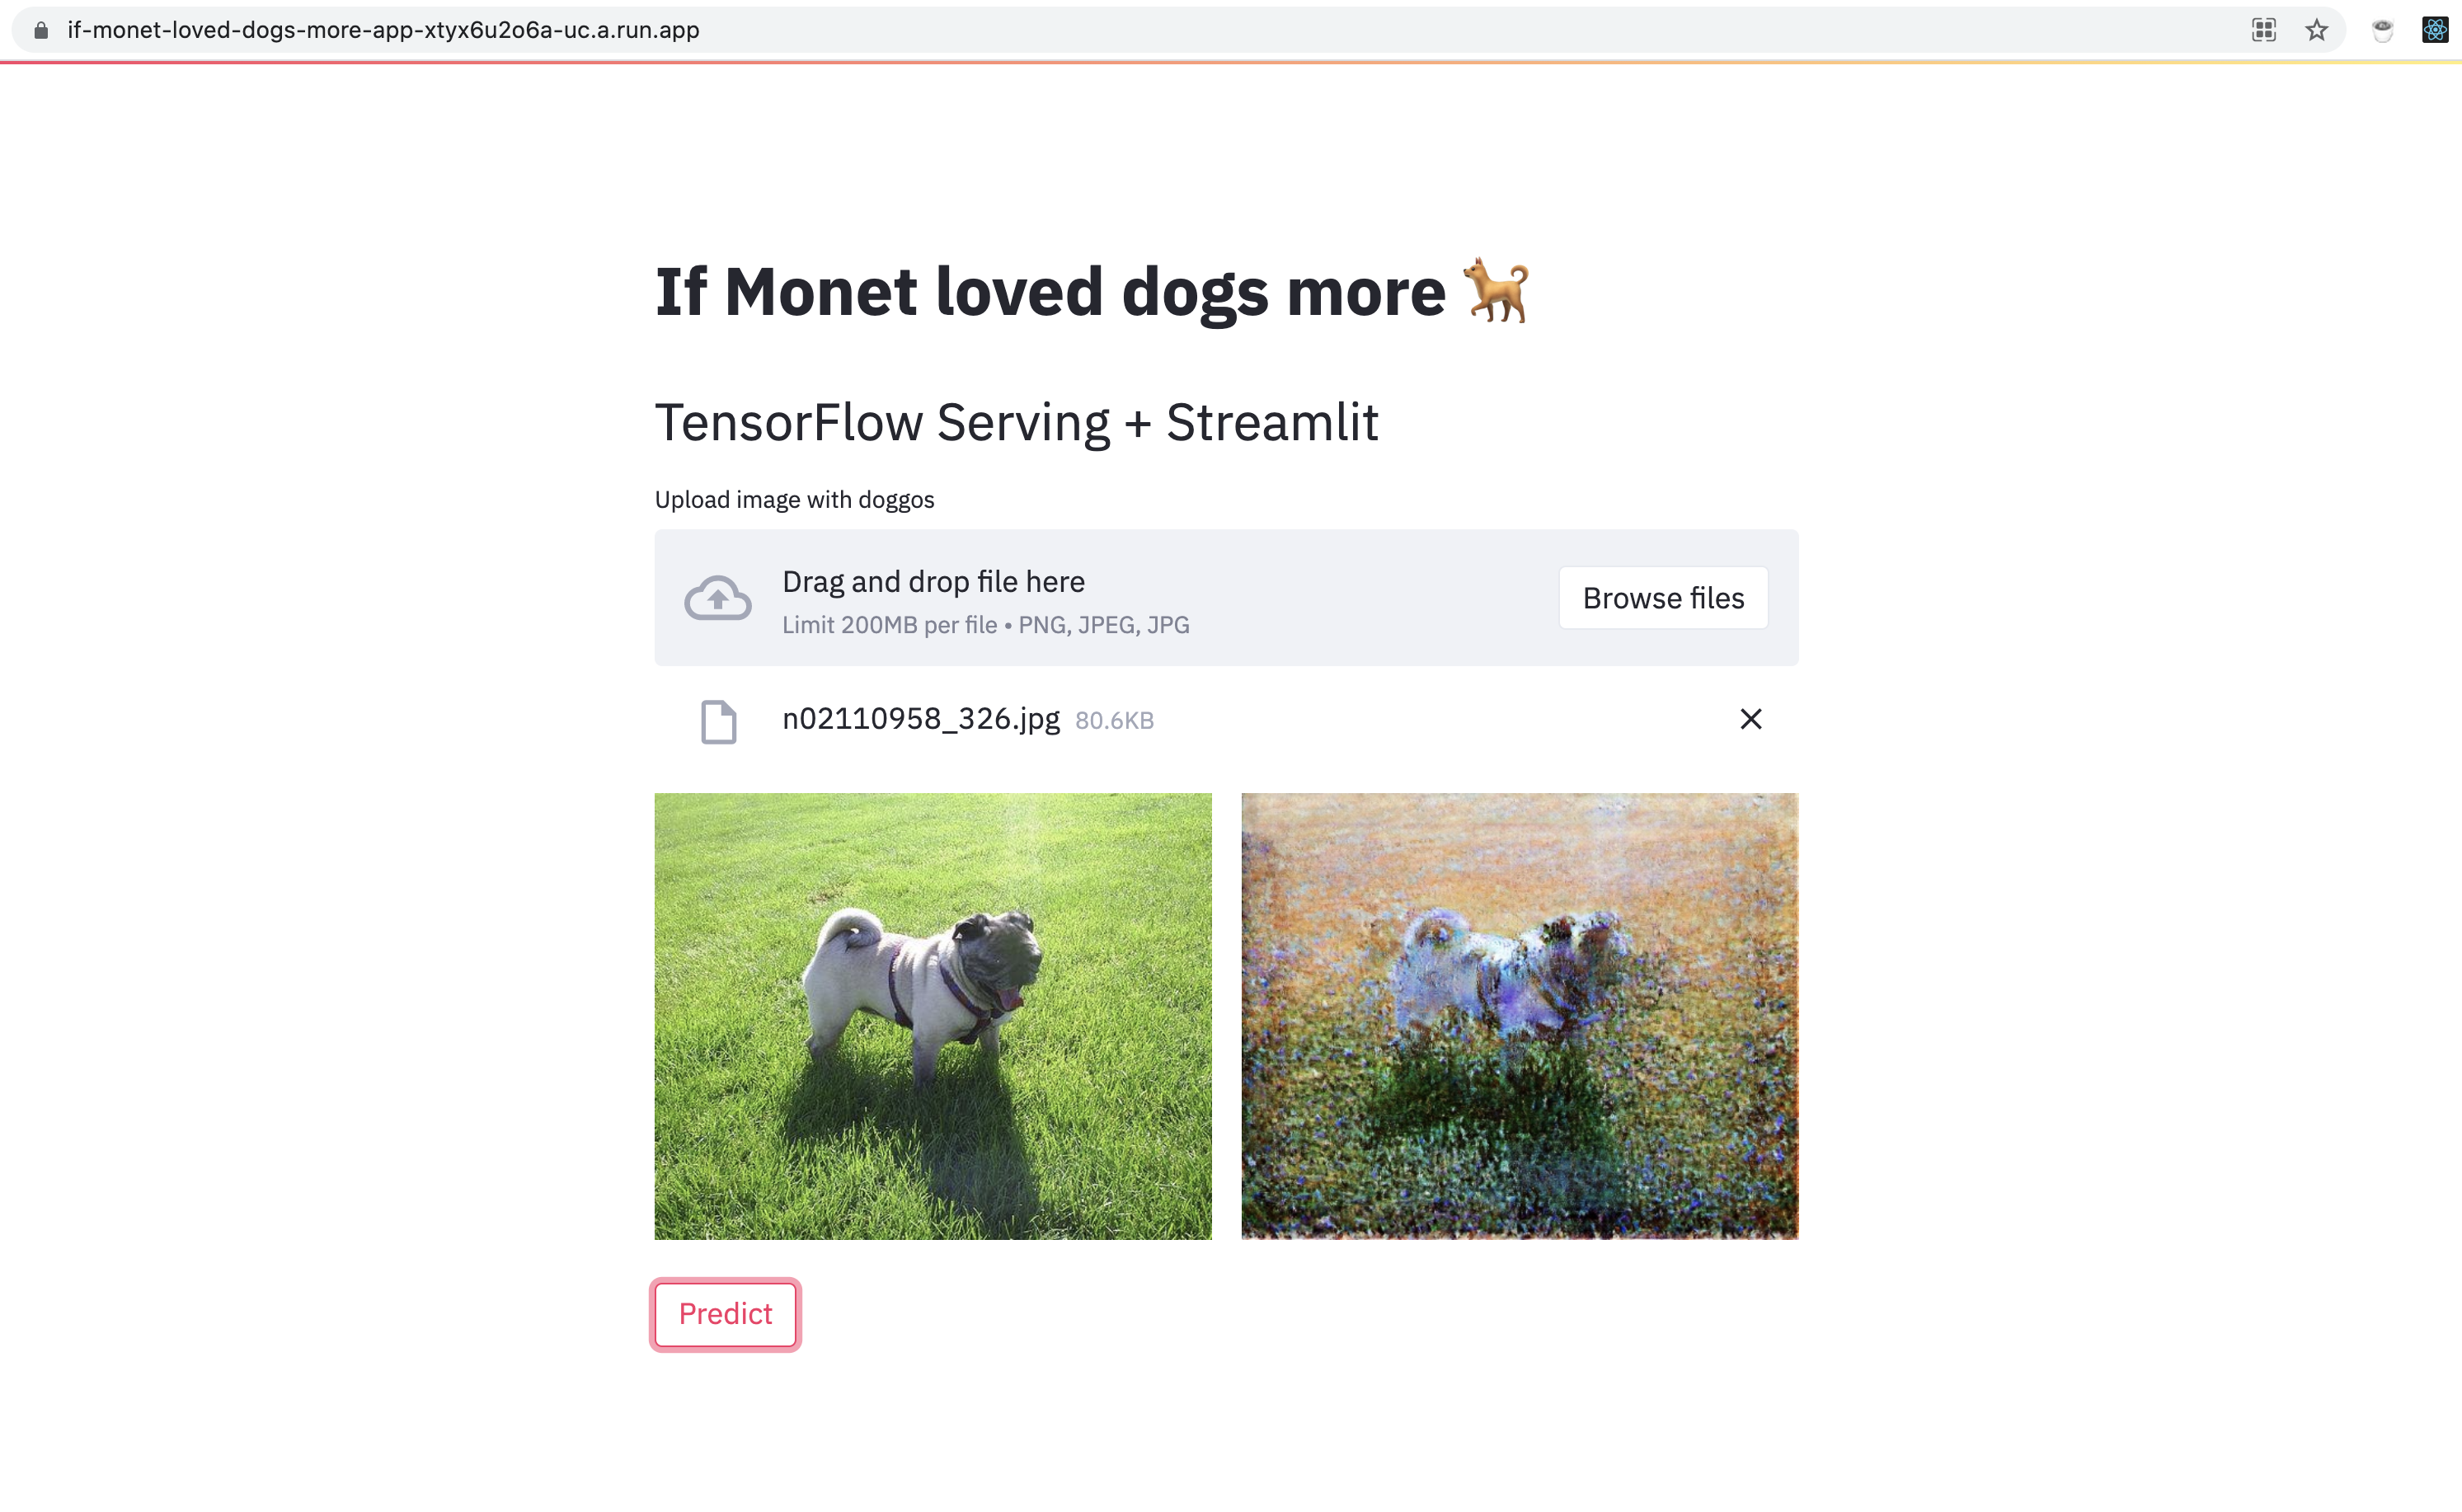 if-monet-loved-dogs-more-app-xtyx6u2o6a-uc.a.run.app
If Monet loved dogs more 🐕
TensorFlow Serving + Streamlit
Upload image with doggos
Drag and drop file here
Limit 200MB per file • PNG, JPEG, JPG
Browse files
n02110958_326.jpg 80.6KB
Predict